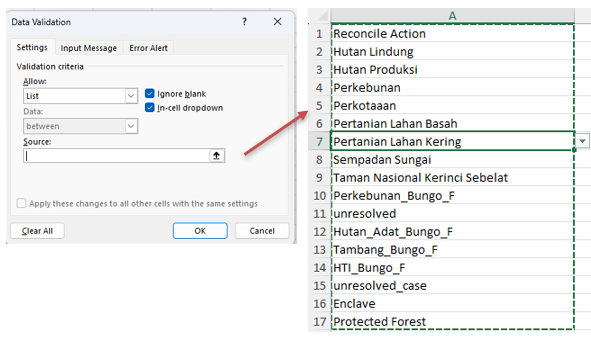 Data Validation
?
×
Settings
Input Message
Error Alert
Validation criteria
Allow:
List
Ignore blank
In-cell dropdown
Data:
between
Source:
Apply these changes to all other cells with the same settings
Clear All
OK
Cancel
A
1 Reconcile Action
2 Hutan Lindung
3 Hutan Produksi
4 Perkebunan
5 Perkotaaan
6 Pertanian Lahan Basah
7 Pertanian Lahan Kering
8 Sempadan Sungai
9 Taman Nasional Kerinci Sebelat
10 Perkebunan_Bungo_F
11 unresolved
12 Hutan_Adat_Bungo_F
13 Tambang_Bungo_F
14 HTI_Bungo_F
15 unresolved_case
16 Enclave
17 Protected Forest